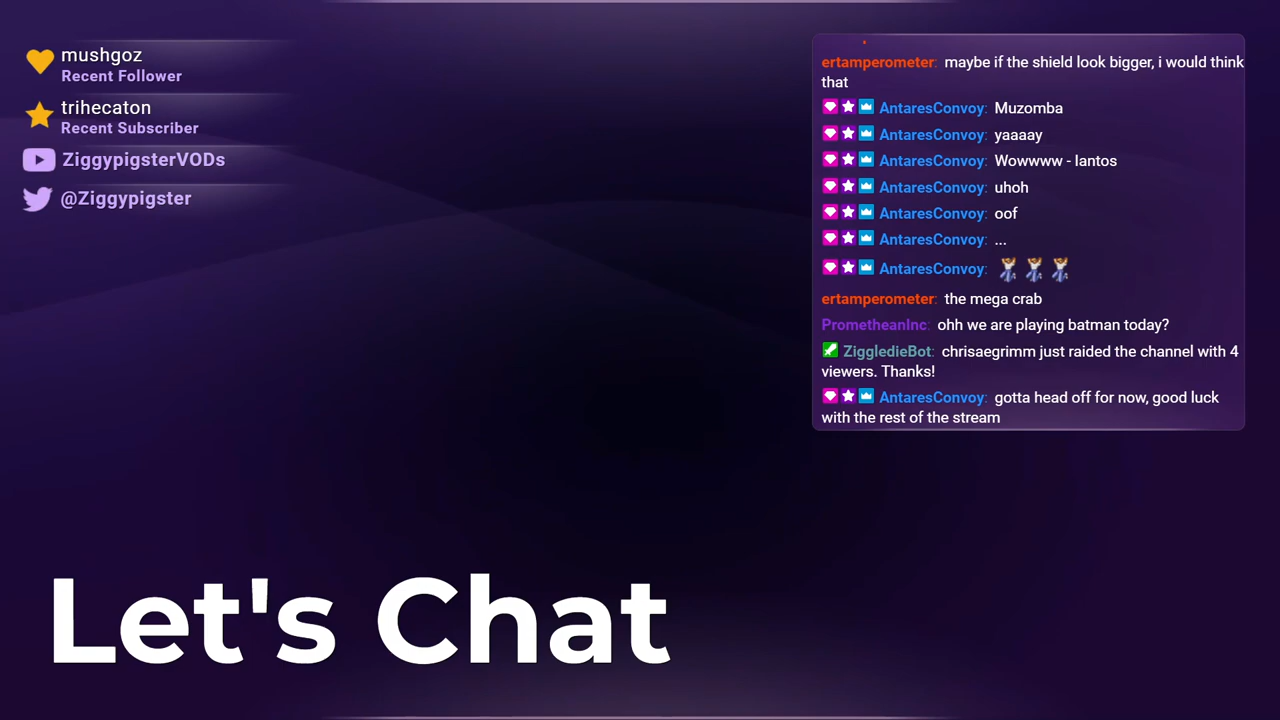 mushgoz
Recent Follower
trihecaton
Recent Subscriber
ZiggypigsterVODs
@Ziggypigster
ertamperometer: maybe if the shield look bigger, i would think
that
AntaresConvoy: Muzomba
AntaresConvoy: yaaaay
AntaresConvoy: Wowwww - lantos
AntaresConvoy: uhoh
AntaresConvoy: oof
AntaresConvoy: ...
AntaresConvoy:
ertamperometer: the mega crab
PrometheanInc: ohh we are playing batman today?
ZiggledieBot: chrisaegrimm just raided the channel with 4
viewers. Thanks!
AntaresConvoy: gotta head off for now, good luck
with the rest of the stream
Let's Chat